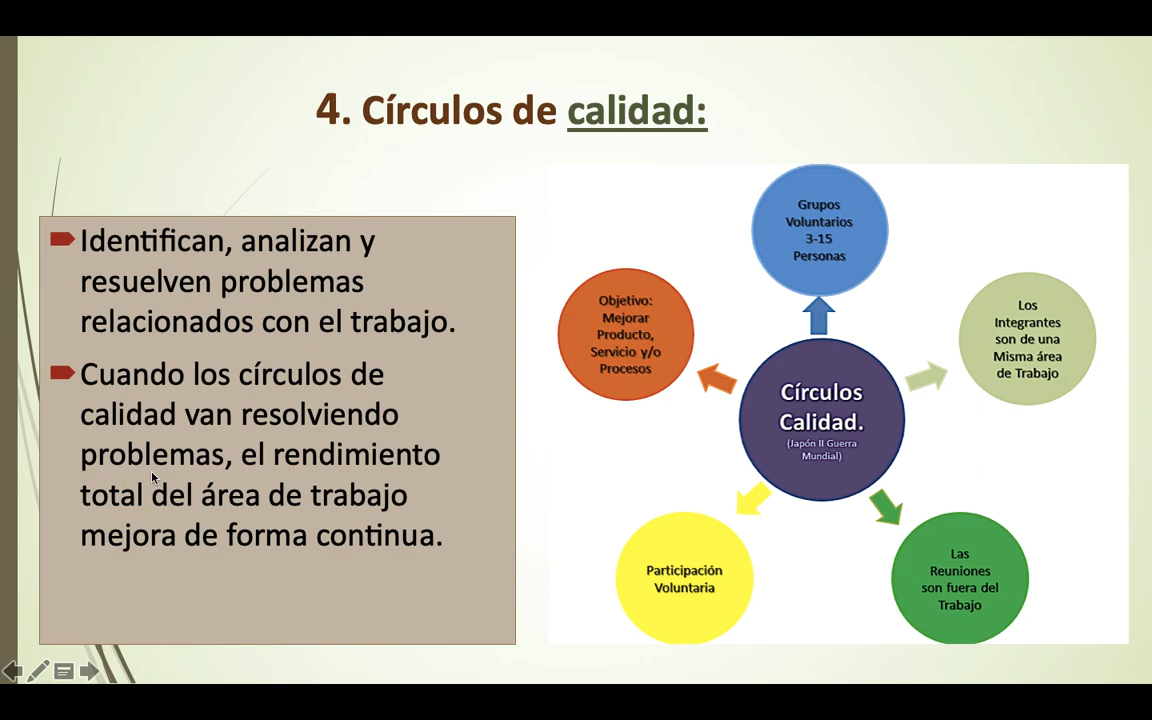 4. Círculos de calidad:
Identifican, analizan y
resuelven problemas
relacionados con el trabajo.
Cuando los círculos de
calidad van resolviendo
problemas, el rendimiento
total del área de trabajo
mejora de forma continua.
Grupos
Voluntarios
3-15
Personas
Objetivo:
Mejorar
Producto,
Servicio y/o
Procesos
Los
Integrantes
son de una
Misma área
de Trabajo
Círculos
Calidad.
(Japón II Guerra
Mundial)
Participación
Voluntaria
Las
Reuniones
son fuera del
Trabajo